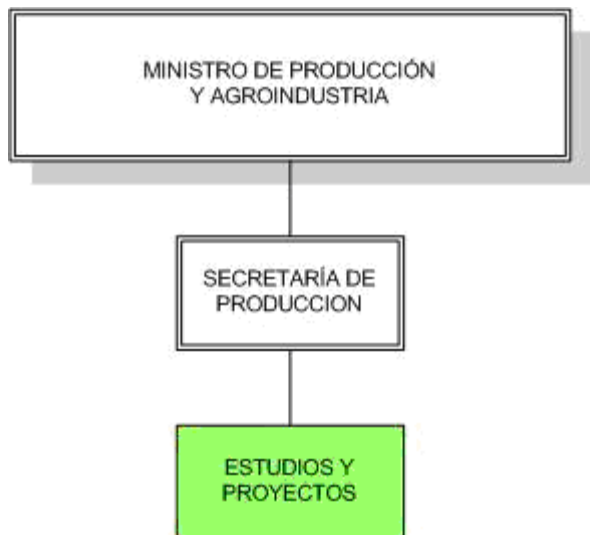 MINISTRO DE PRODUCCIÓN
Y AGROINDUSTRIA
SECRETARÍA DE
PRODUCCION
ESTUDIOS Y
PROYECTOS